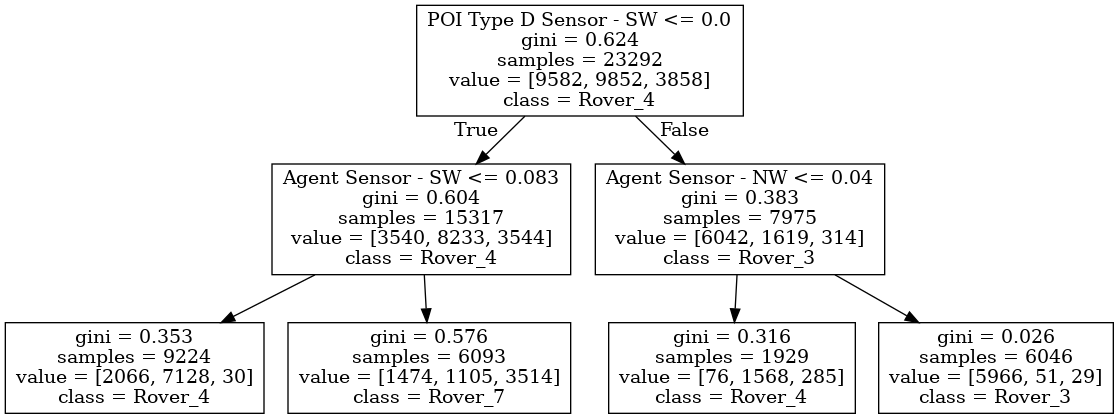 POI Type D Sensor - SW <= 0.0
gini = 0.624
samples = 23292
value = [9582, 9852, 3858]
class = Rover_4
True
False
Agent Sensor - SW <= 0.083
gini = 0.604
samples = 15317
value = [3540, 8233, 3544]
class = Rover_4
Agent Sensor - NW <= 0.04
gini = 0.383
samples = 7975
value = [6042, 1619, 314]
class = Rover_3
gini = 0.353
samples = 9224
value = [2066, 7128, 30]
class = Rover_4
gini = 0.576
samples = 6093
value = [1474, 1105, 3514]
class = Rover_7
gini = 0.316
samples = 1929
value = [76, 1568, 285]
class = Rover_4
gini = 0.026
samples = 6046
value = [5966, 51, 29]
class = Rover_3